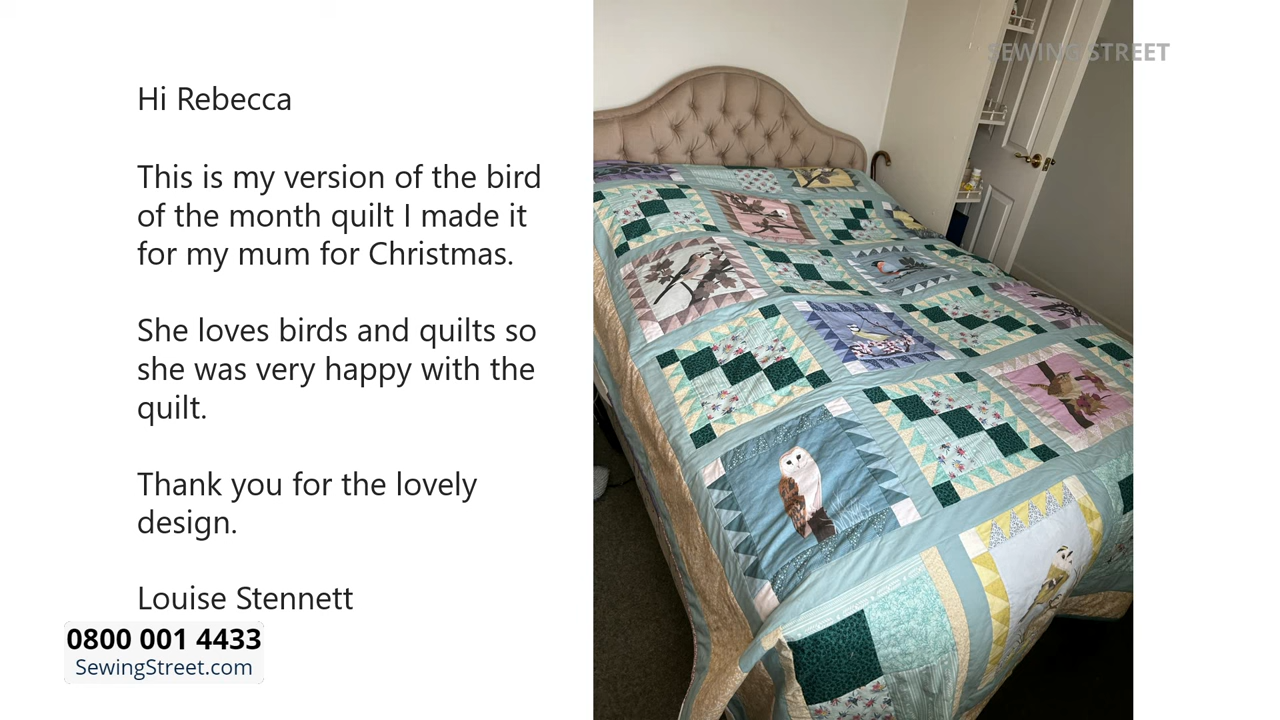 SEWING STREET
Hi Rebecca
This is my version of the bird
of the month quilt I made it
for my mum for Christmas.
She loves birds and quilts so
she was very happy with the
quilt.
Thank you for the lovely
design.
Louise Stennett
0800 001 4433
SewingStreet.com